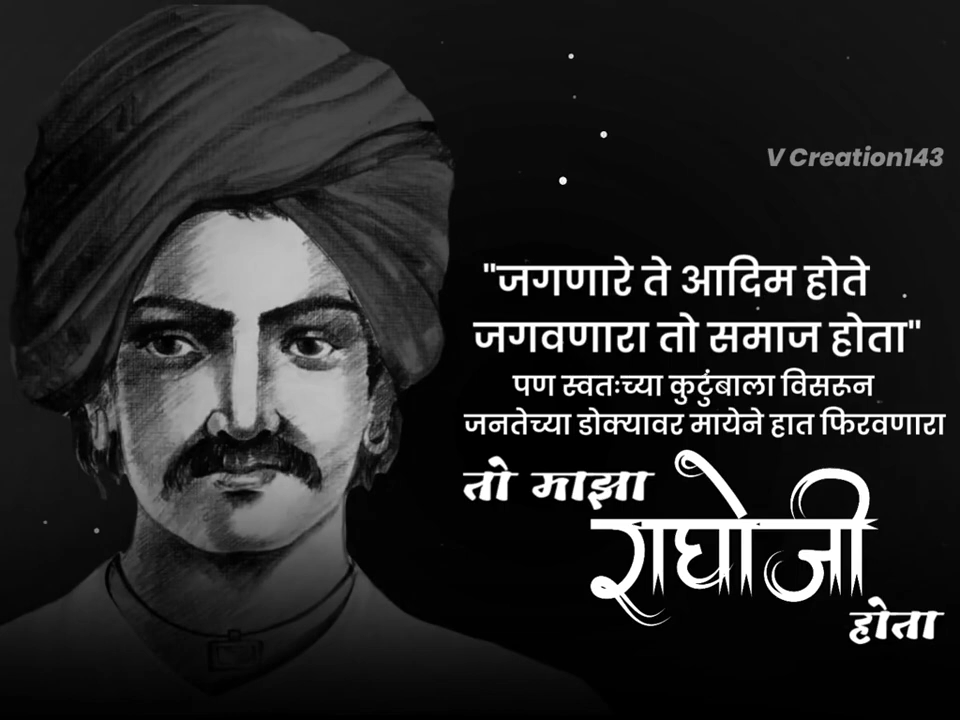 V Creation143
"जगणारे ते आदिम होते
जगवणारा तो समाज होता"
पण स्वतःच्या कुटुंबाला विसरून
जनतेच्या डोक्यावर मायेने हात फिरवणारा
तो माझा
राघोजी
होता